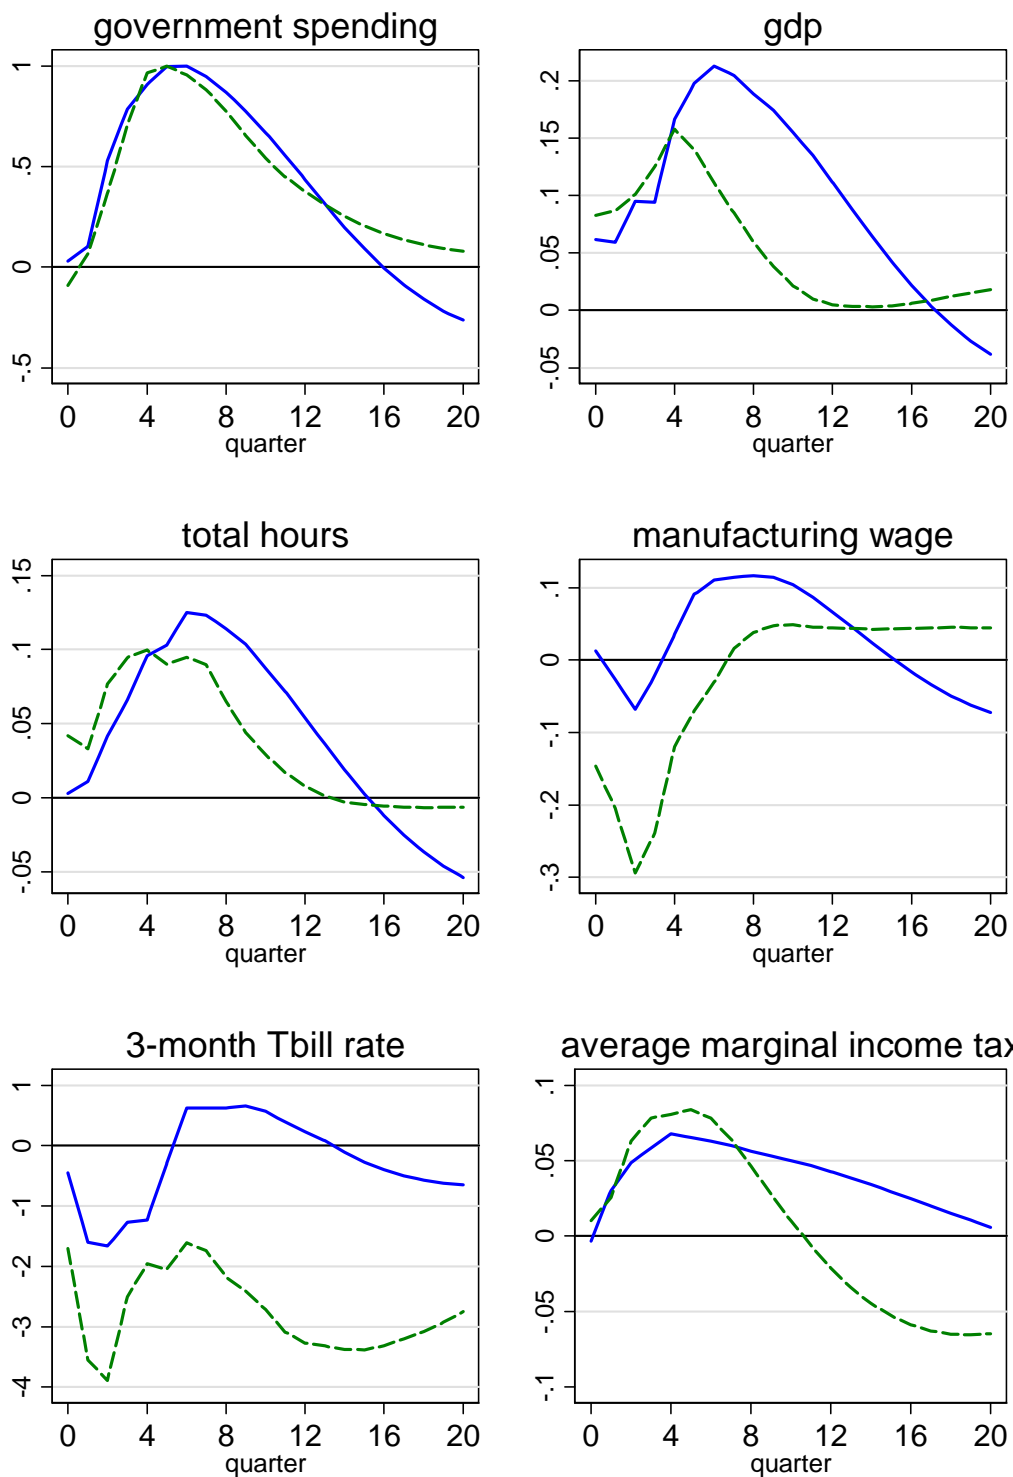 government spending
1
.5
0
-.5
0 4 8 12 16 20
quarter
gdp
.2
.15
.1
.05
0
-.05
0 4 8 12 16 20
quarter
total hours
.15
.1
.05
0
-.05
0 4 8 12 16 20
quarter
manufacturing wage
.1
0
-.1
-.2
-.3
0 4 8 12 16 20
quarter
3-month Tbill rate
1
0
-1
-2
-3
-4
0 4 8 12 16 20
quarter
average marginal income tax
.1
.05
0
-.05
-.1
0 4 8 12 16 20
quarter